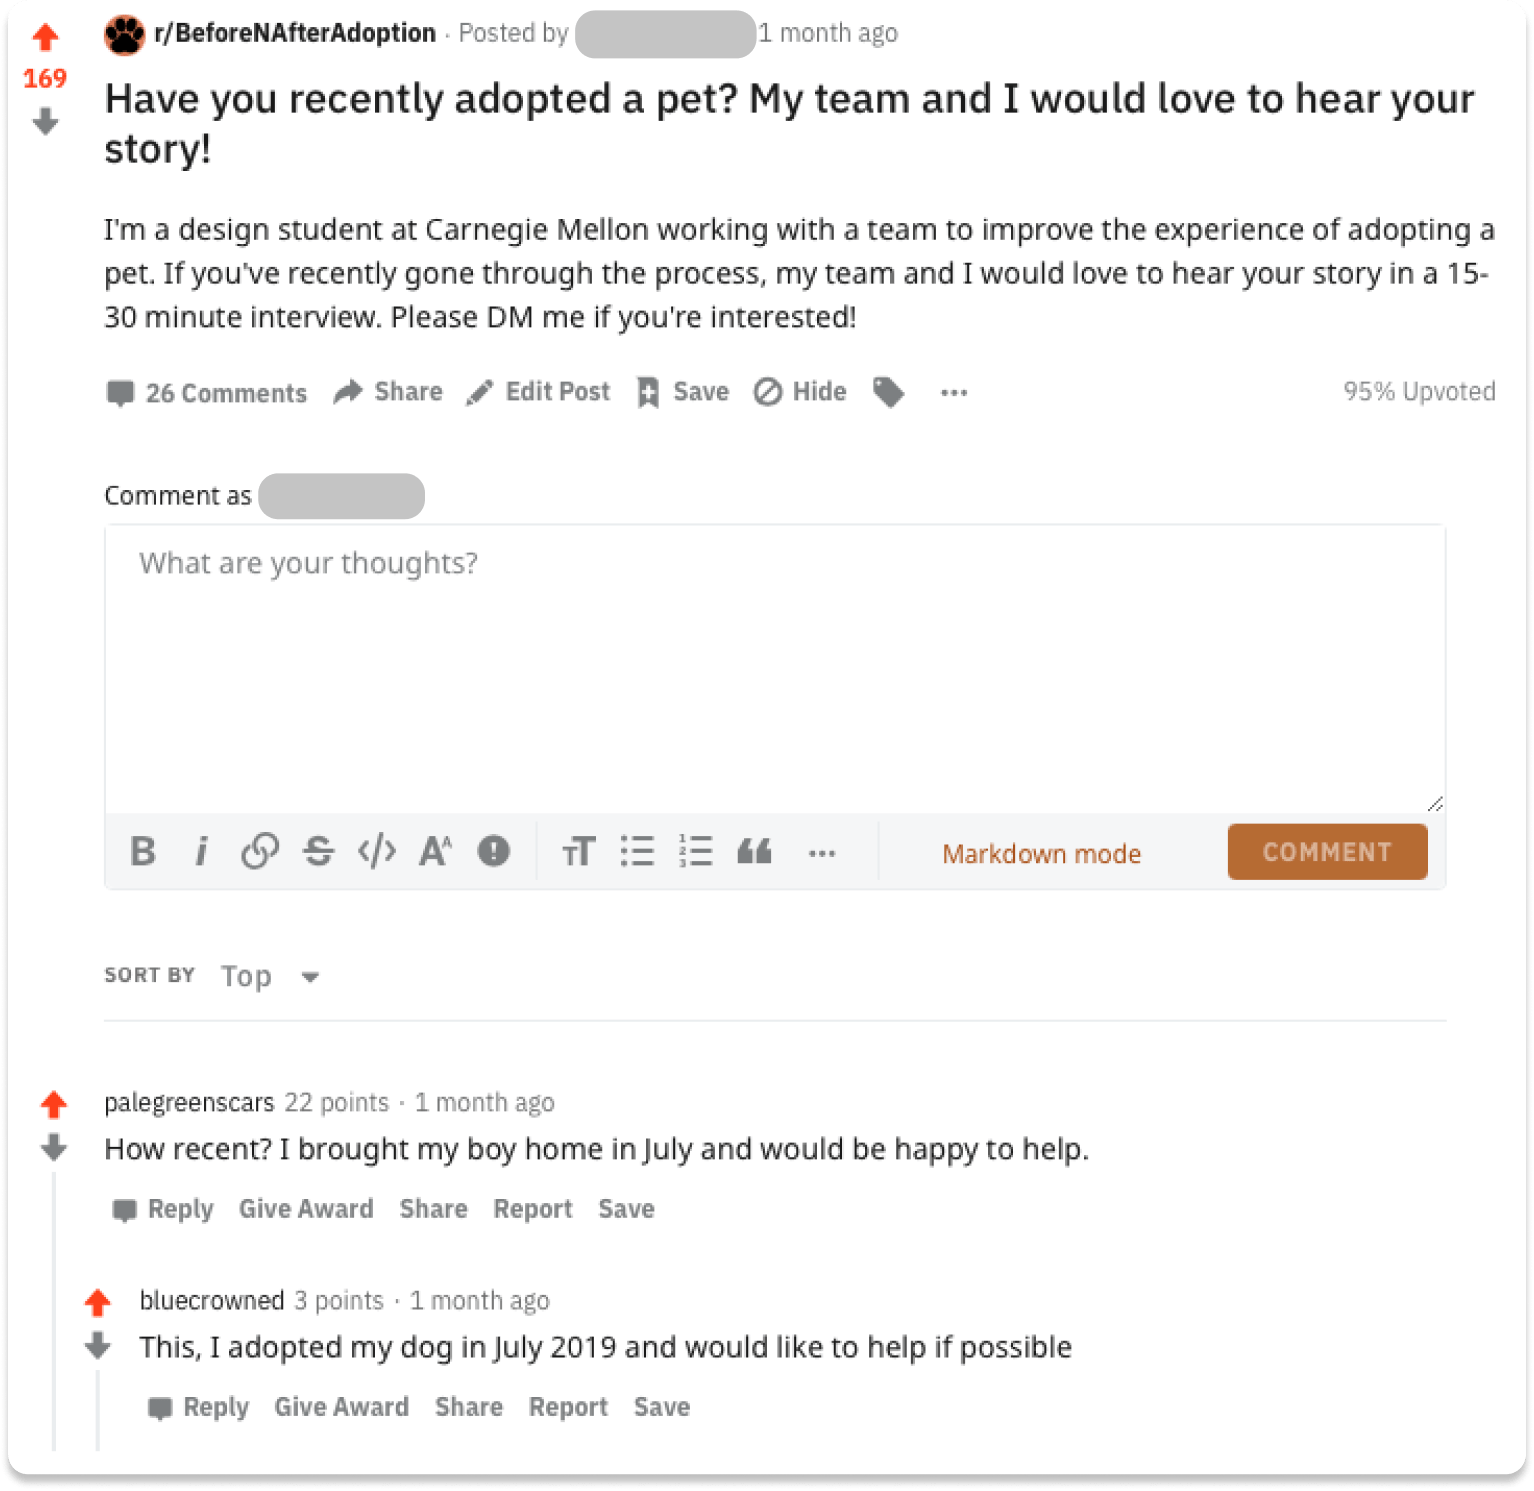 r/BeforeNAfterAdoption · Posted by 1 month ago
169
Have you recently adopted a pet? My team and I would love to hear your
story!
I'm a design student at Carnegie Mellon working with a team to improve the experience of adopting a
pet. If you've recently gone through the process, my team and I would love to hear your story in a 15-
30 minute interview. Please DM me if you're interested!
26 Comments Share Edit Post Save Hide ··· 95% Upvoted
Comment as
What are your thoughts?
B i S </> AA ! TT 1 2 3 ··· Markdown mode COMMENT
SORT BY Top
palegreenscars 22 points · 1 month ago
How recent? I brought my boy home in July and would be happy to help.
Reply Give Award Share Report Save
bluecrowned 3 points · 1 month ago
This, I adopted my dog in July 2019 and would like to help if possible
Reply Give Award Share Report Save